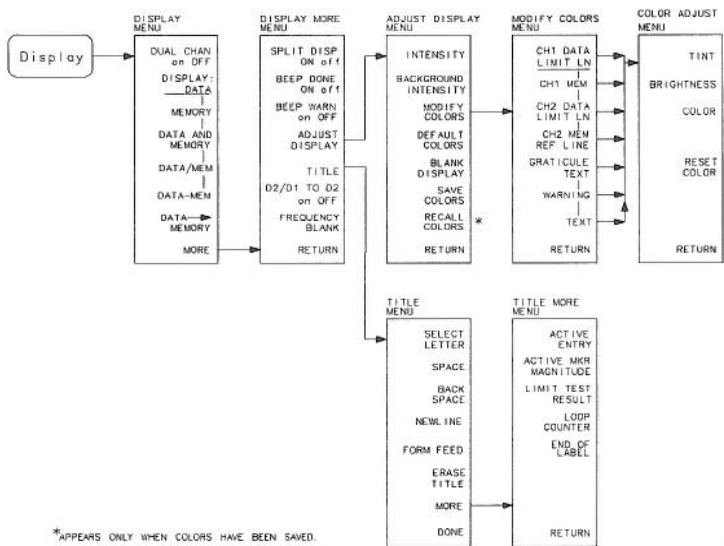 DISPLAY
MENU
DISPLAY MORE
MENU
ADJUST DISPLAY
MENU
MODIFY COLORS
MENU
COLOR ADJUST
MENU
Display
DUAL CHAN
on OFF
DISPLAY:
DATA
MEMORY
DATA AND
MEMORY
DATA/MEM
DATA-MEM
DATA
MEMORY
MORE
SPLIT DISP
ON off
BEEP DONE
ON off
BEEP WARN
on OFF
ADJUST
DISPLAY
TITLE
D2/D1 TO D2
on OFF
FREQUENCY
BLANK
RETURN
INTENSITY
BACKGROUND
INTENSITY
MODIFY
COLORS
DEFAULT
COLORS
BLANK
DISPLAY
SAVE
COLORS
RECALL
COLORS
*
RETURN
CH1 DATA
LIMIT LN
CH1 MEM
CH2 DATA
LIMIT LN
CH2 MEM
REF LINE
GRATICULE
TEXT
WARNING
TEXT
RETURN
TINT
BRIGHTNESS
COLOR
RESET
COLOR
RETURN
TITLE
MENU
SELECT
LETTER
SPACE
BACK
SPACE
NEWLINE
FORM FEED
ERASE
TITLE
MORE
DONE
TITLE MORE
MENU
ACTIVE
ENTRY
ACTIVE MKR
MAGNITUDE
LIMIT TEST
RESULT
LOOP
COUNTER
END OF
LABEL
RETURN
*APPEARS ONLY WHEN COLORS HAVE BEEN SAVED.